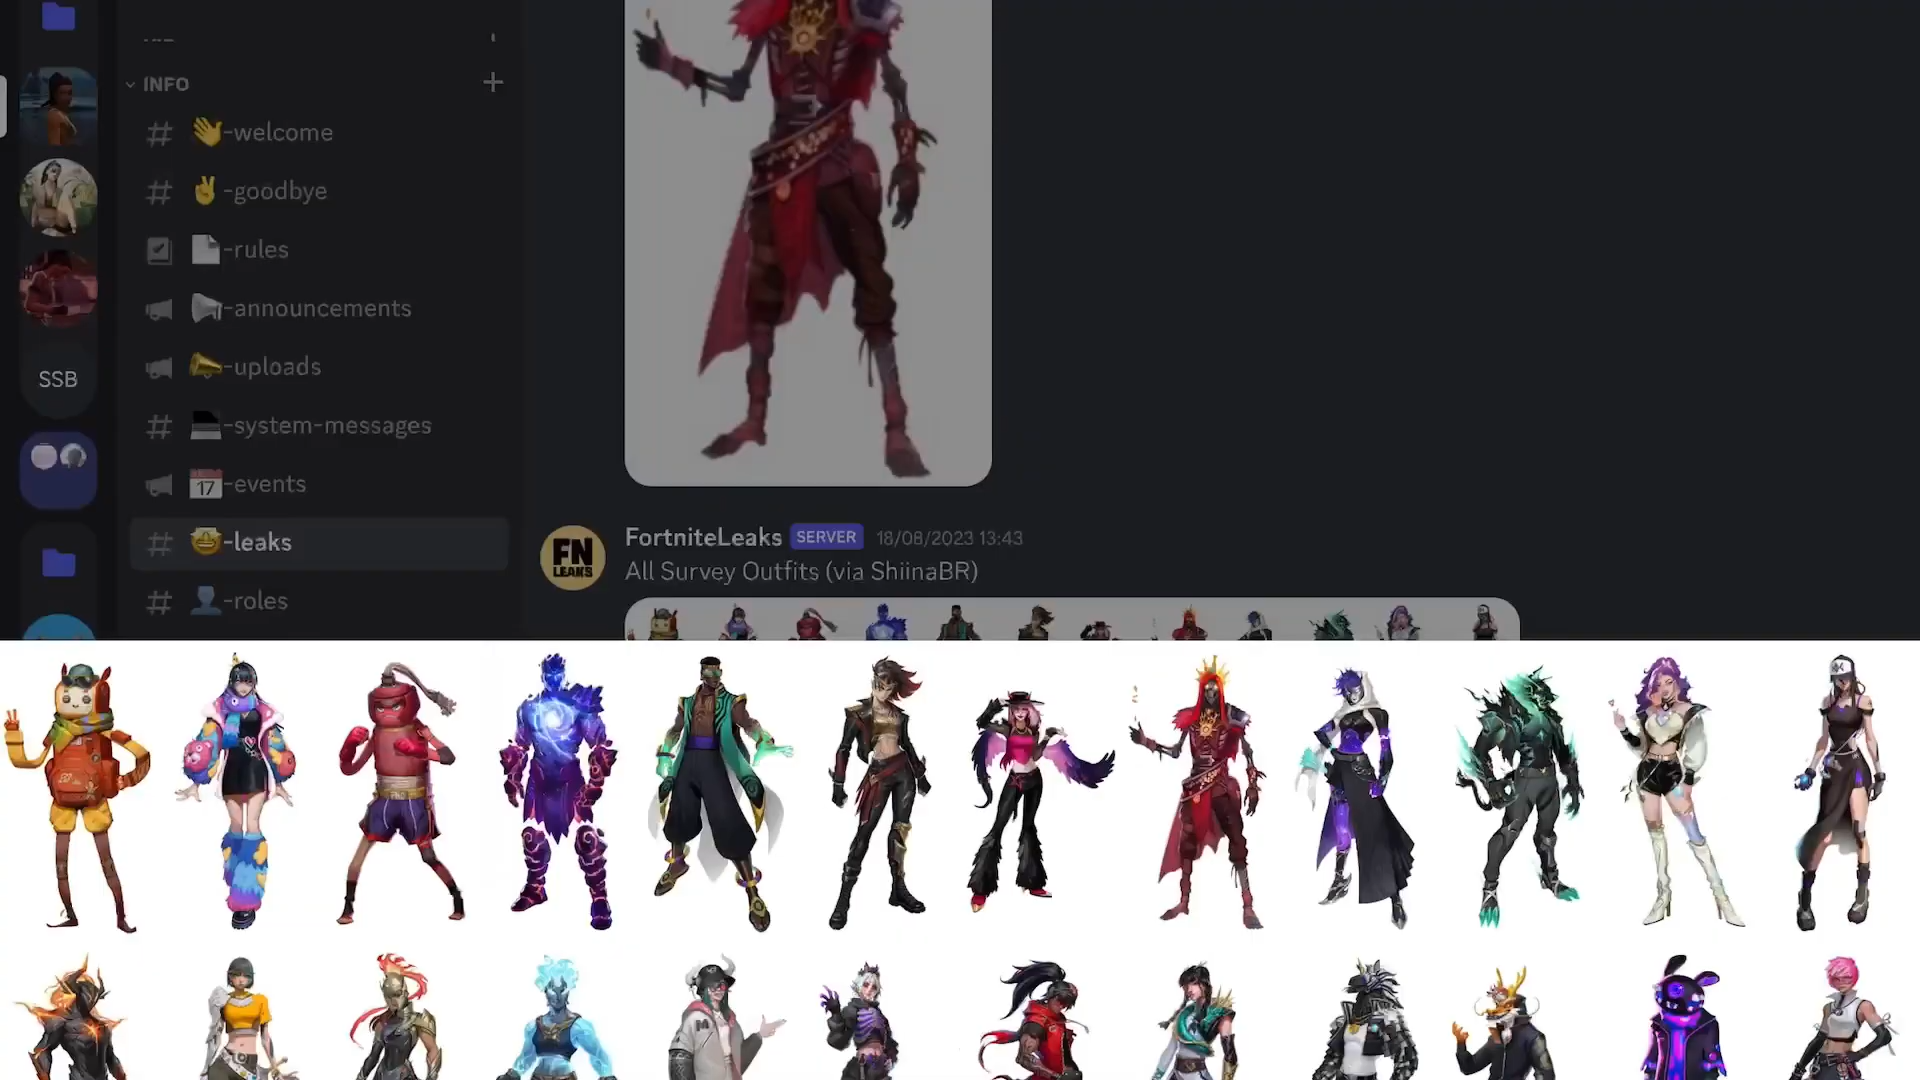 INFO
-welcome
-goodbye
-rules
-announcements
-uploads
SSB
-system-messages
17
-events
-leaks
-roles
FN
LEAKS
FortniteLeaks SERVER 18/08/2023 13:43
All Survey Outfits (via ShiinaBR)